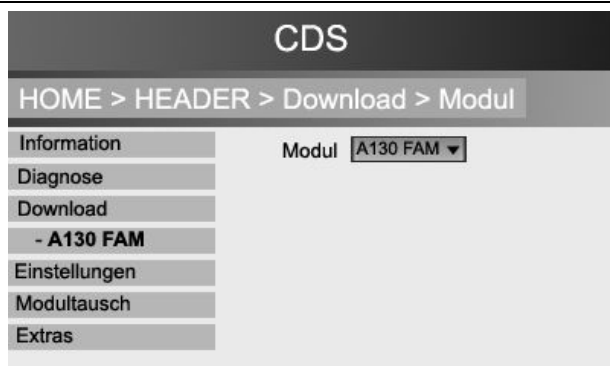 CDS
HOME > HEADER > Download > Modul
Information
Diagnose
Download
- A130 FAM
Einstellungen
Modultausch
Extras
Modul A130 FAM